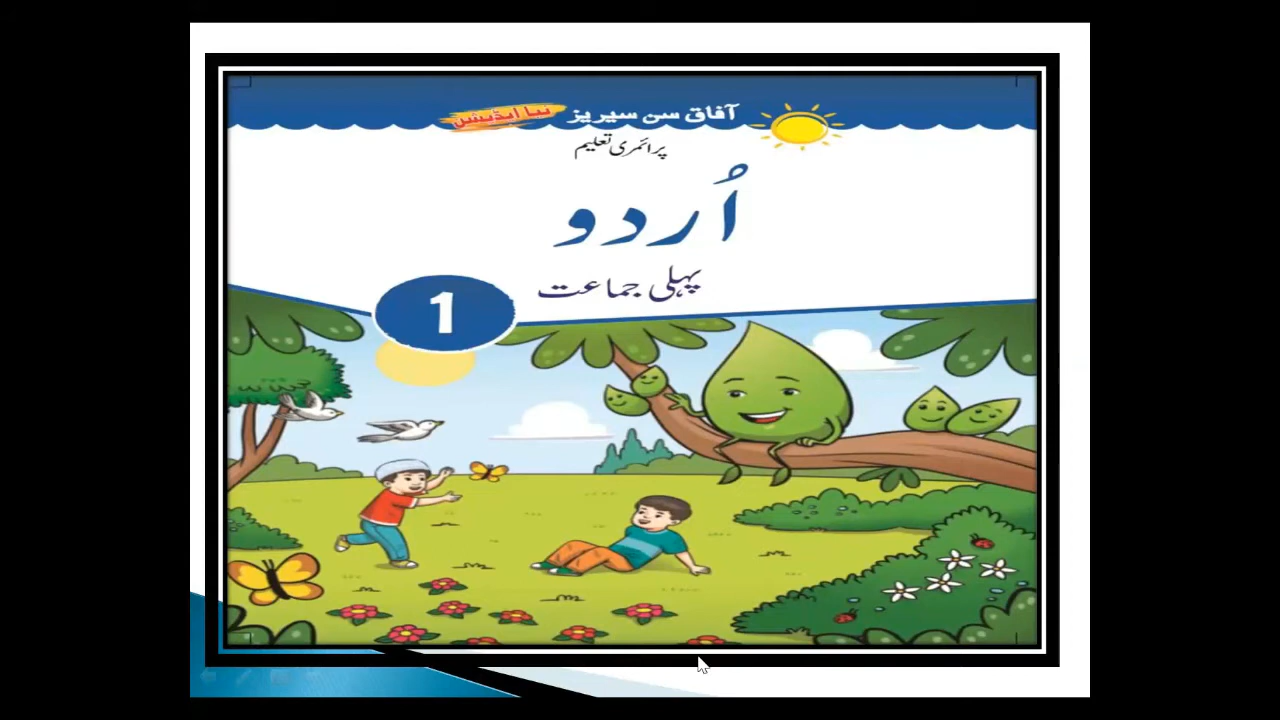 آفاق سن سیریز نیا ایڈیشن
پرائمری تعلیم
اُردو
پہلی جماعت
1